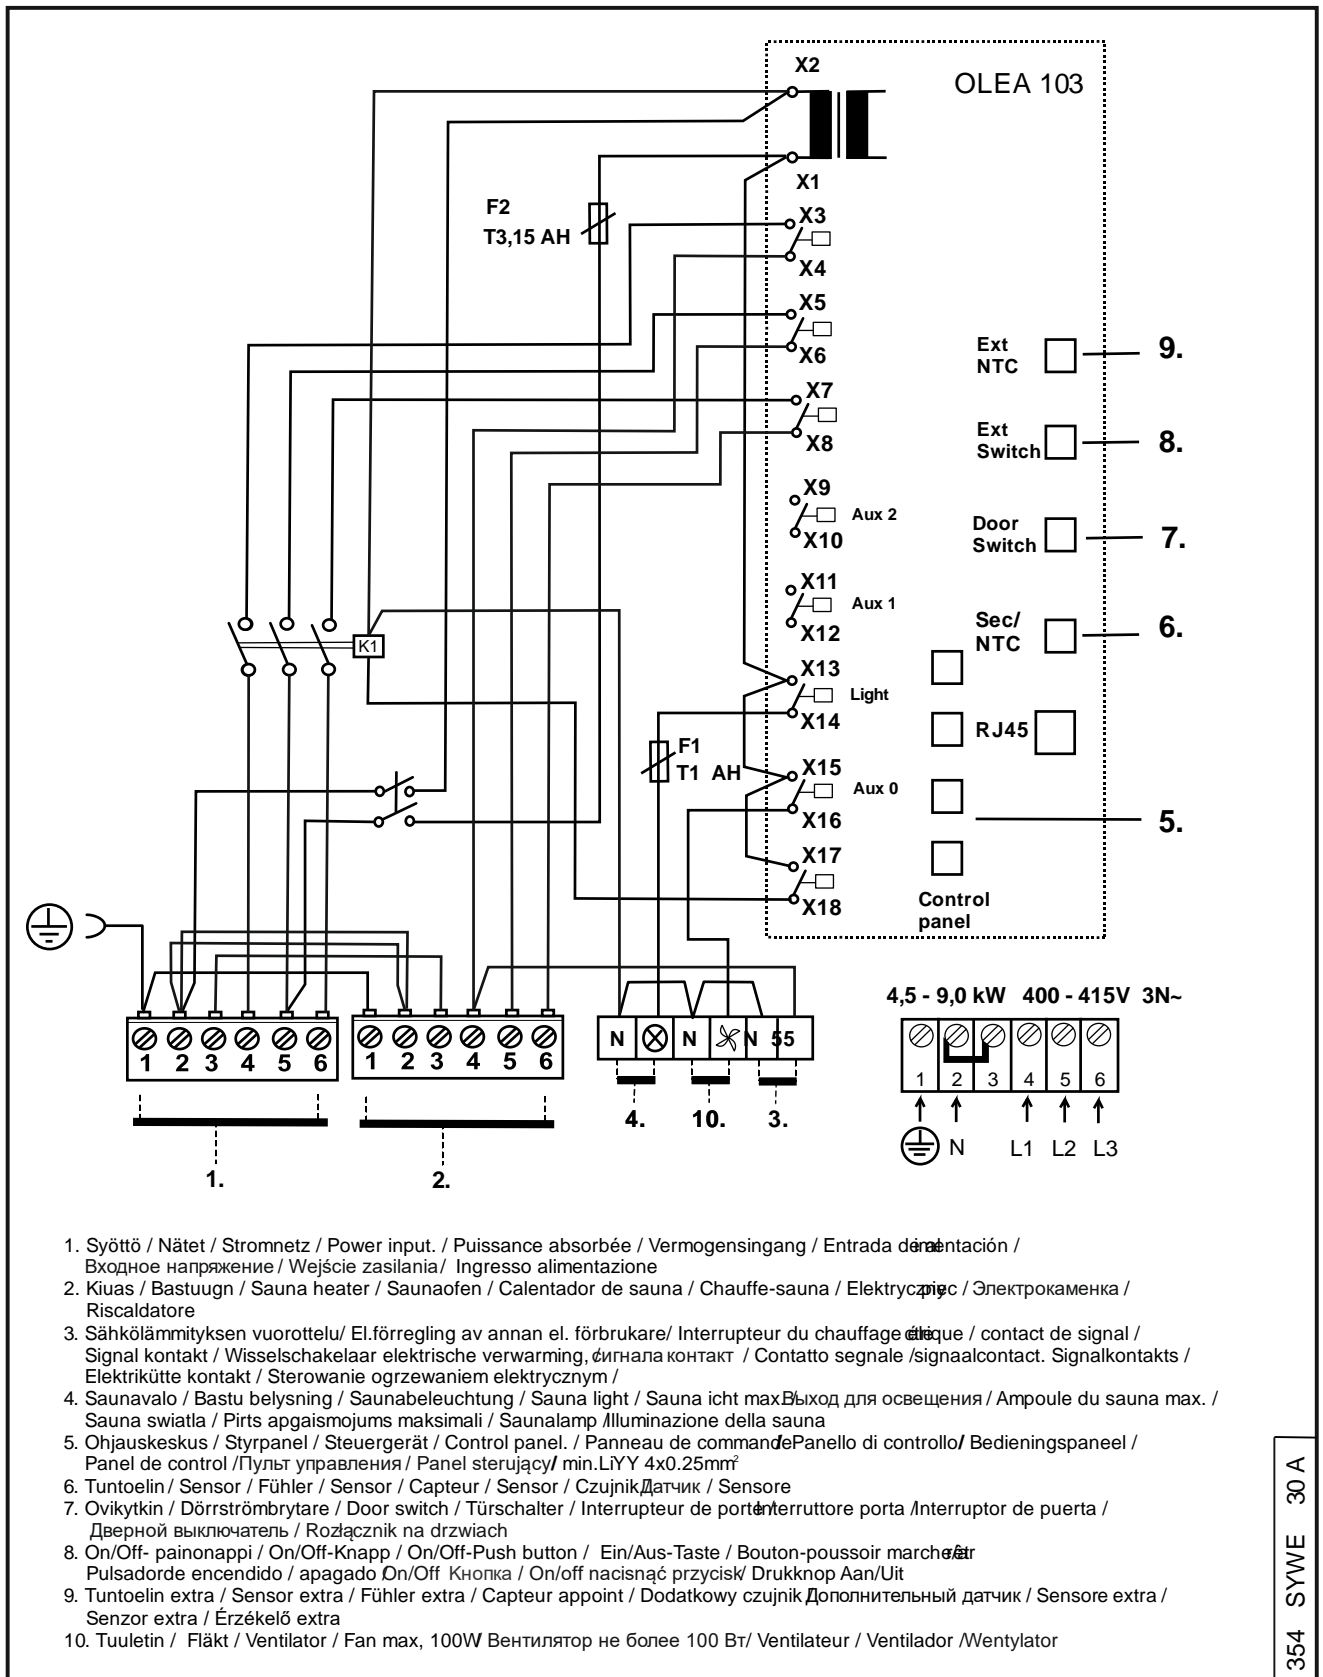 X2
OLEA 103
X1
F2
T3,15 AH
X3
X4
X5
X6
Ext
NTC
9.
X7
X8
Ext
Switch
8.
X9
Aux 2
X10
Door
Switch
7.
X11
Aux 1
X12
Sec/
NTC
6.
K1
X13
Light
X14
RJ45
F1
T1 AH
X15
Aux 0
X16
5.
X17
X18
Control
panel
4,5 - 9,0 kW 400 - 415V 3N~
1 2 3 4 5 6
1 2 3 4 5 6
N N N 55
1 2 3 4 5 6
4. 10. 3.
N L1 L2 L3
1. 2.
1. Syöttö / Nätet / Stromnetz / Power input. / Puissance absorbée / Vermogensingang / Entrada
Входное напряжение / Wejście zasilania / Ingresso alimentazione
2. Kiuas / Bastuugn / Sauna heater / Saunaofen / Calentador de sauna / Chauffe-sauna / Электрокаменка /
Riscaldatore
3. Sähkölämmityksen vuorottelu/ El.förregling av annan el. förbrukare/ Interrupteur du chauffage / contact de signal /
Signal kontakt / Wisselschakelaar elektrische verwarming, сигнала контакт / Contatto segnale /signaalcontact. Signalkontakts /
Elektrikütte kontakt / Sterowanie ogrzewaniem elektrycznym /
4. Saunavalo / Bastu belysning / Saunabeleuchtung / Sauna light / Sauna icht max. Выход для освещения / Ampoule du sauna max. /
Sauna swiatla / Pirts apgaismojums maksimali / Saunalamp /Illuminazione della sauna
5. Ohjauskeskus / Styrpanel / Steuergerät / Control panel. / Panneau de commande Panello di controllo/ Bedieningspaneel /
Panel de control /Пульт управления / Panel sterujący/ min.LiYY 4x0.25mm²
6. Tuntoelin / Sensor / Fühler / Sensor / Capteur / Sensor / Czujnik Датчик / Sensore
7. Ovikytkin / Dörrströmbrytare / Door switch / Türschalter / Interrupteur de porte Interruttore porta /Interruptor de puerta /
Дверной выключатель / Rozłącznik na drzwiach
8. On/Off- painonappi / On/Off-Knapp / On/Off-Push button / Ein/Aus-Taste / Bouton-poussoir
Pulsadorde encendido / apagado /On/Off Кнопка / On/off nacisnąć przycisk/ Drukknop Aan/Uit
9. Tuntoelin extra / Sensor extra / Fühler extra / Capteur appoint / Dodatkowy czujnik Дополнительный датчик / Sensore extra /
Senzor extra / Érzékelő extra
10. Tuuletin / Fläkt / Ventilator / Fan max, 100W/ Вентилятор не более 100 Вт/ Ventilateur / Ventilador /Wentylator
354 SYWE 30 A